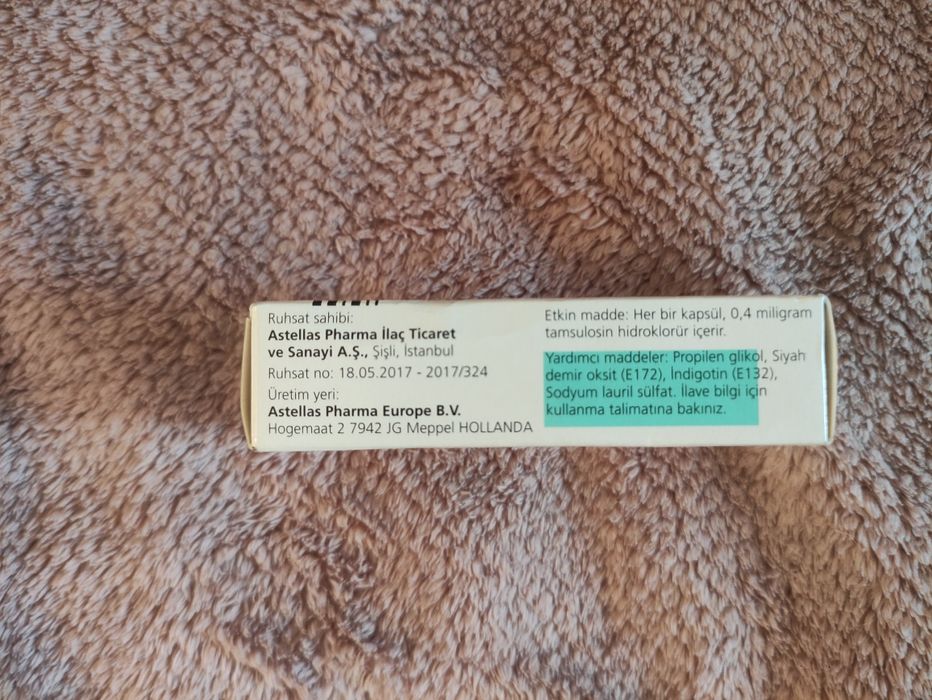 Ruhsat sahibi:
Astellas Pharma İlaç Ticaret
ve Sanayi A.Ş., Şişli, İstanbul
Ruhsat no: 18.05.2017 - 2017/324
Üretim yeri:
Astellas Pharma Europe B.V.
Hogemaat 2 7942 JG Meppel HOLLANDA
Etkin madde: Her bir kapsül, 0,4 miligram
tamsulosin hidroklorür içerir.
Yardımcı maddeler: Propilen glikol, Siyah
demir oksit (E172), İndigotin (E132),
Sodyum lauril sülfat. İlave bilgi için
kullanma talimatına bakınız.